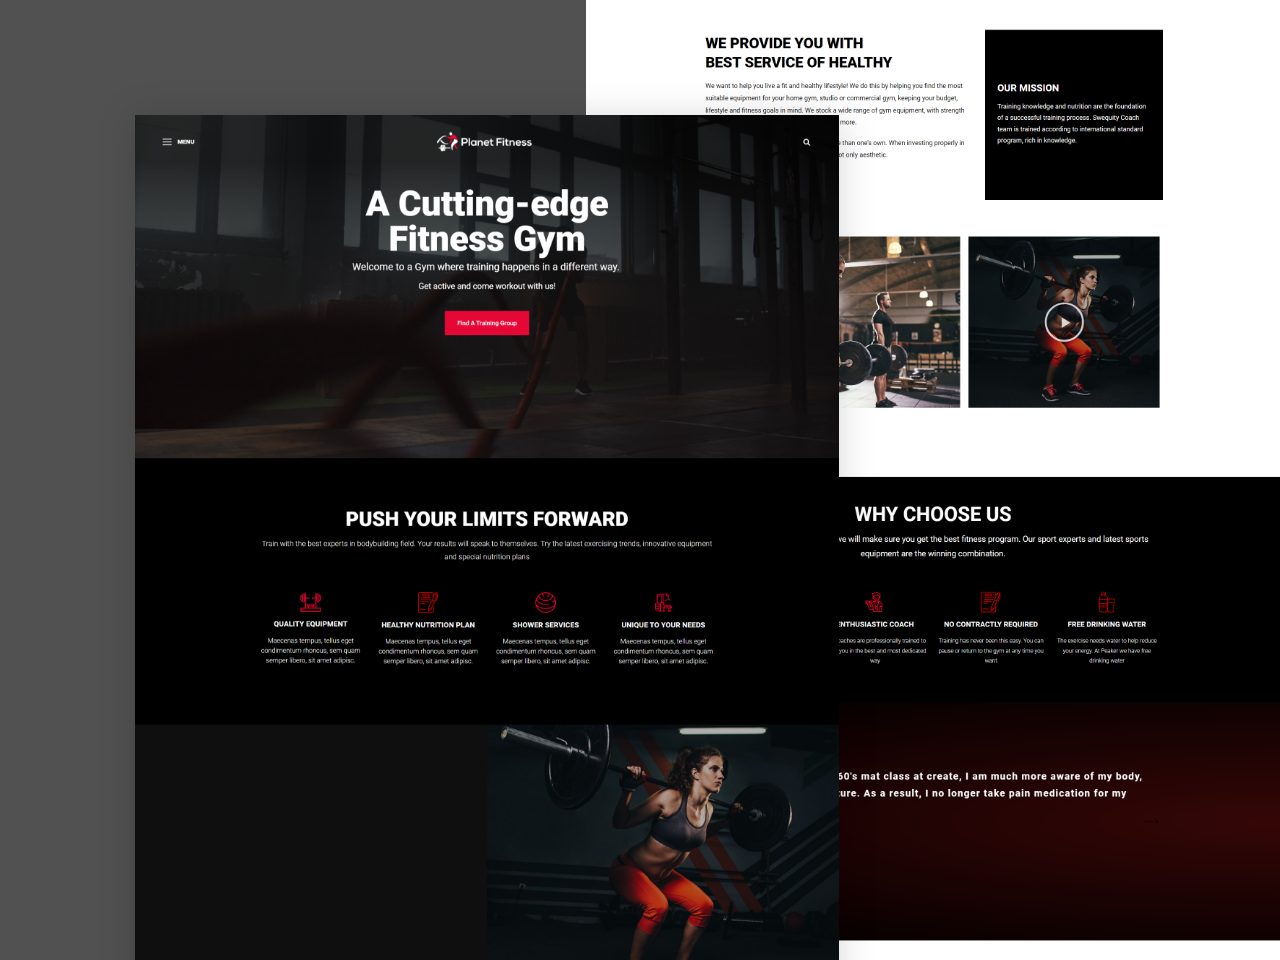 WE PROVIDE YOU WITH
BEST SERVICE OF HEALTHY
We want to help you live a fit and healthy lifestyle! We do this by helping you find the most
suitable equipment for your home gym, studio or commercial gym, keeping your budget,
lifestyle and fitness goals in mind. We stock a wide range of gym equipment, with strength
more.
than one's own. When investing properly in
not only aesthetic.
OUR MISSION
Training knowledge and nutrition are the foundation
of a successful training process. Swequity Coach
team is trained according to international standard
program, rich in knowledge.
MENU
Planet Fitness
A Cutting-edge
Fitness Gym
Welcome to a Gym where training happens in a different way.
Get active and come workout with us!
Find A Training Group
PUSH YOUR LIMITS FORWARD
Train with the best experts in bodybuilding field. Your results will speak to themselves. Try the latest exercising trends, innovative equipment
and special nutrition plans
QUALITY EQUIPMENT
Maecenas tempus, tellus eget
condimentum rhoncus, sem quam
semper libero, sit amet adipisc.
HEALTHY NUTRITION PLAN
Maecenas tempus, tellus eget
condimentum rhoncus, sem quam
semper libero, sit amet adipisc.
SHOWER SERVICES
Maecenas tempus, tellus eget
condimentum rhoncus, sem quam
semper libero, sit amet adipisc.
UNIQUE TO YOUR NEEDS
Maecenas tempus, tellus eget
condimentum rhoncus, sem quam
semper libero, sit amet adipisc.
WHY CHOOSE US
we will make sure you get the best fitness program. Our sport experts and latest sports
equipment are the winning combination.
ENTHUSIASTIC COACH
are professionally trained to
you in the best and most dedicated
way
NO CONTRACTLY REQUIRED
Training has never been this easy. You can
pause or return to the gym at any time you
want
FREE DRINKING WATER
The exercise needs water to help reduce
your energy. At Peaker we have free
drinking water
60's mat class at create, I am much more aware of my body,
As a result, I no longer take pain medication for my